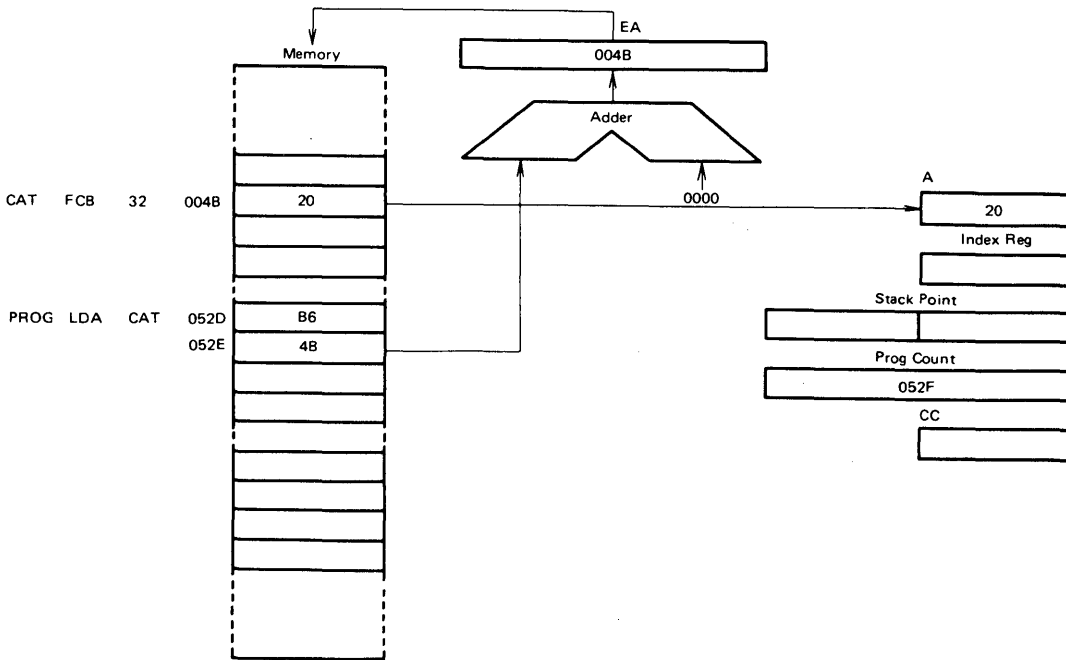 EA
Memory
004B
Adder
CAT FCB 32 004B 20
0000
A
20
Index Reg
Stack Point
PROG LDA CAT 052D B6
052E 4B
Prog Count
052F
CC